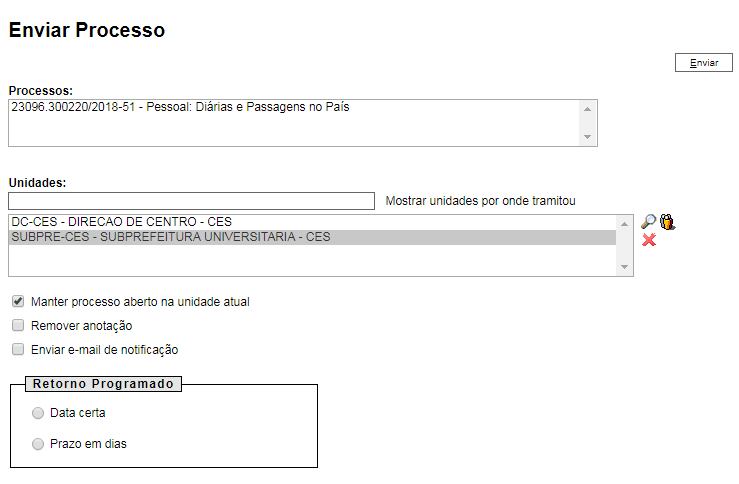 Enviar Processo
Enviar
Processos:
23096.300220/2018-51 - Pessoal: Diárias e Passagens no País
Unidades:
Mostrar unidades por onde tramitou
DC-CES - DIRECAO DE CENTRO - CES
SUBPRE-CES - SUBPREFEITURA UNIVERSITARIA - CES
Manter processo aberto na unidade atual
Remover anotação
Enviar e-mail de notificação
Retorno Programado
Data certa
Prazo em dias